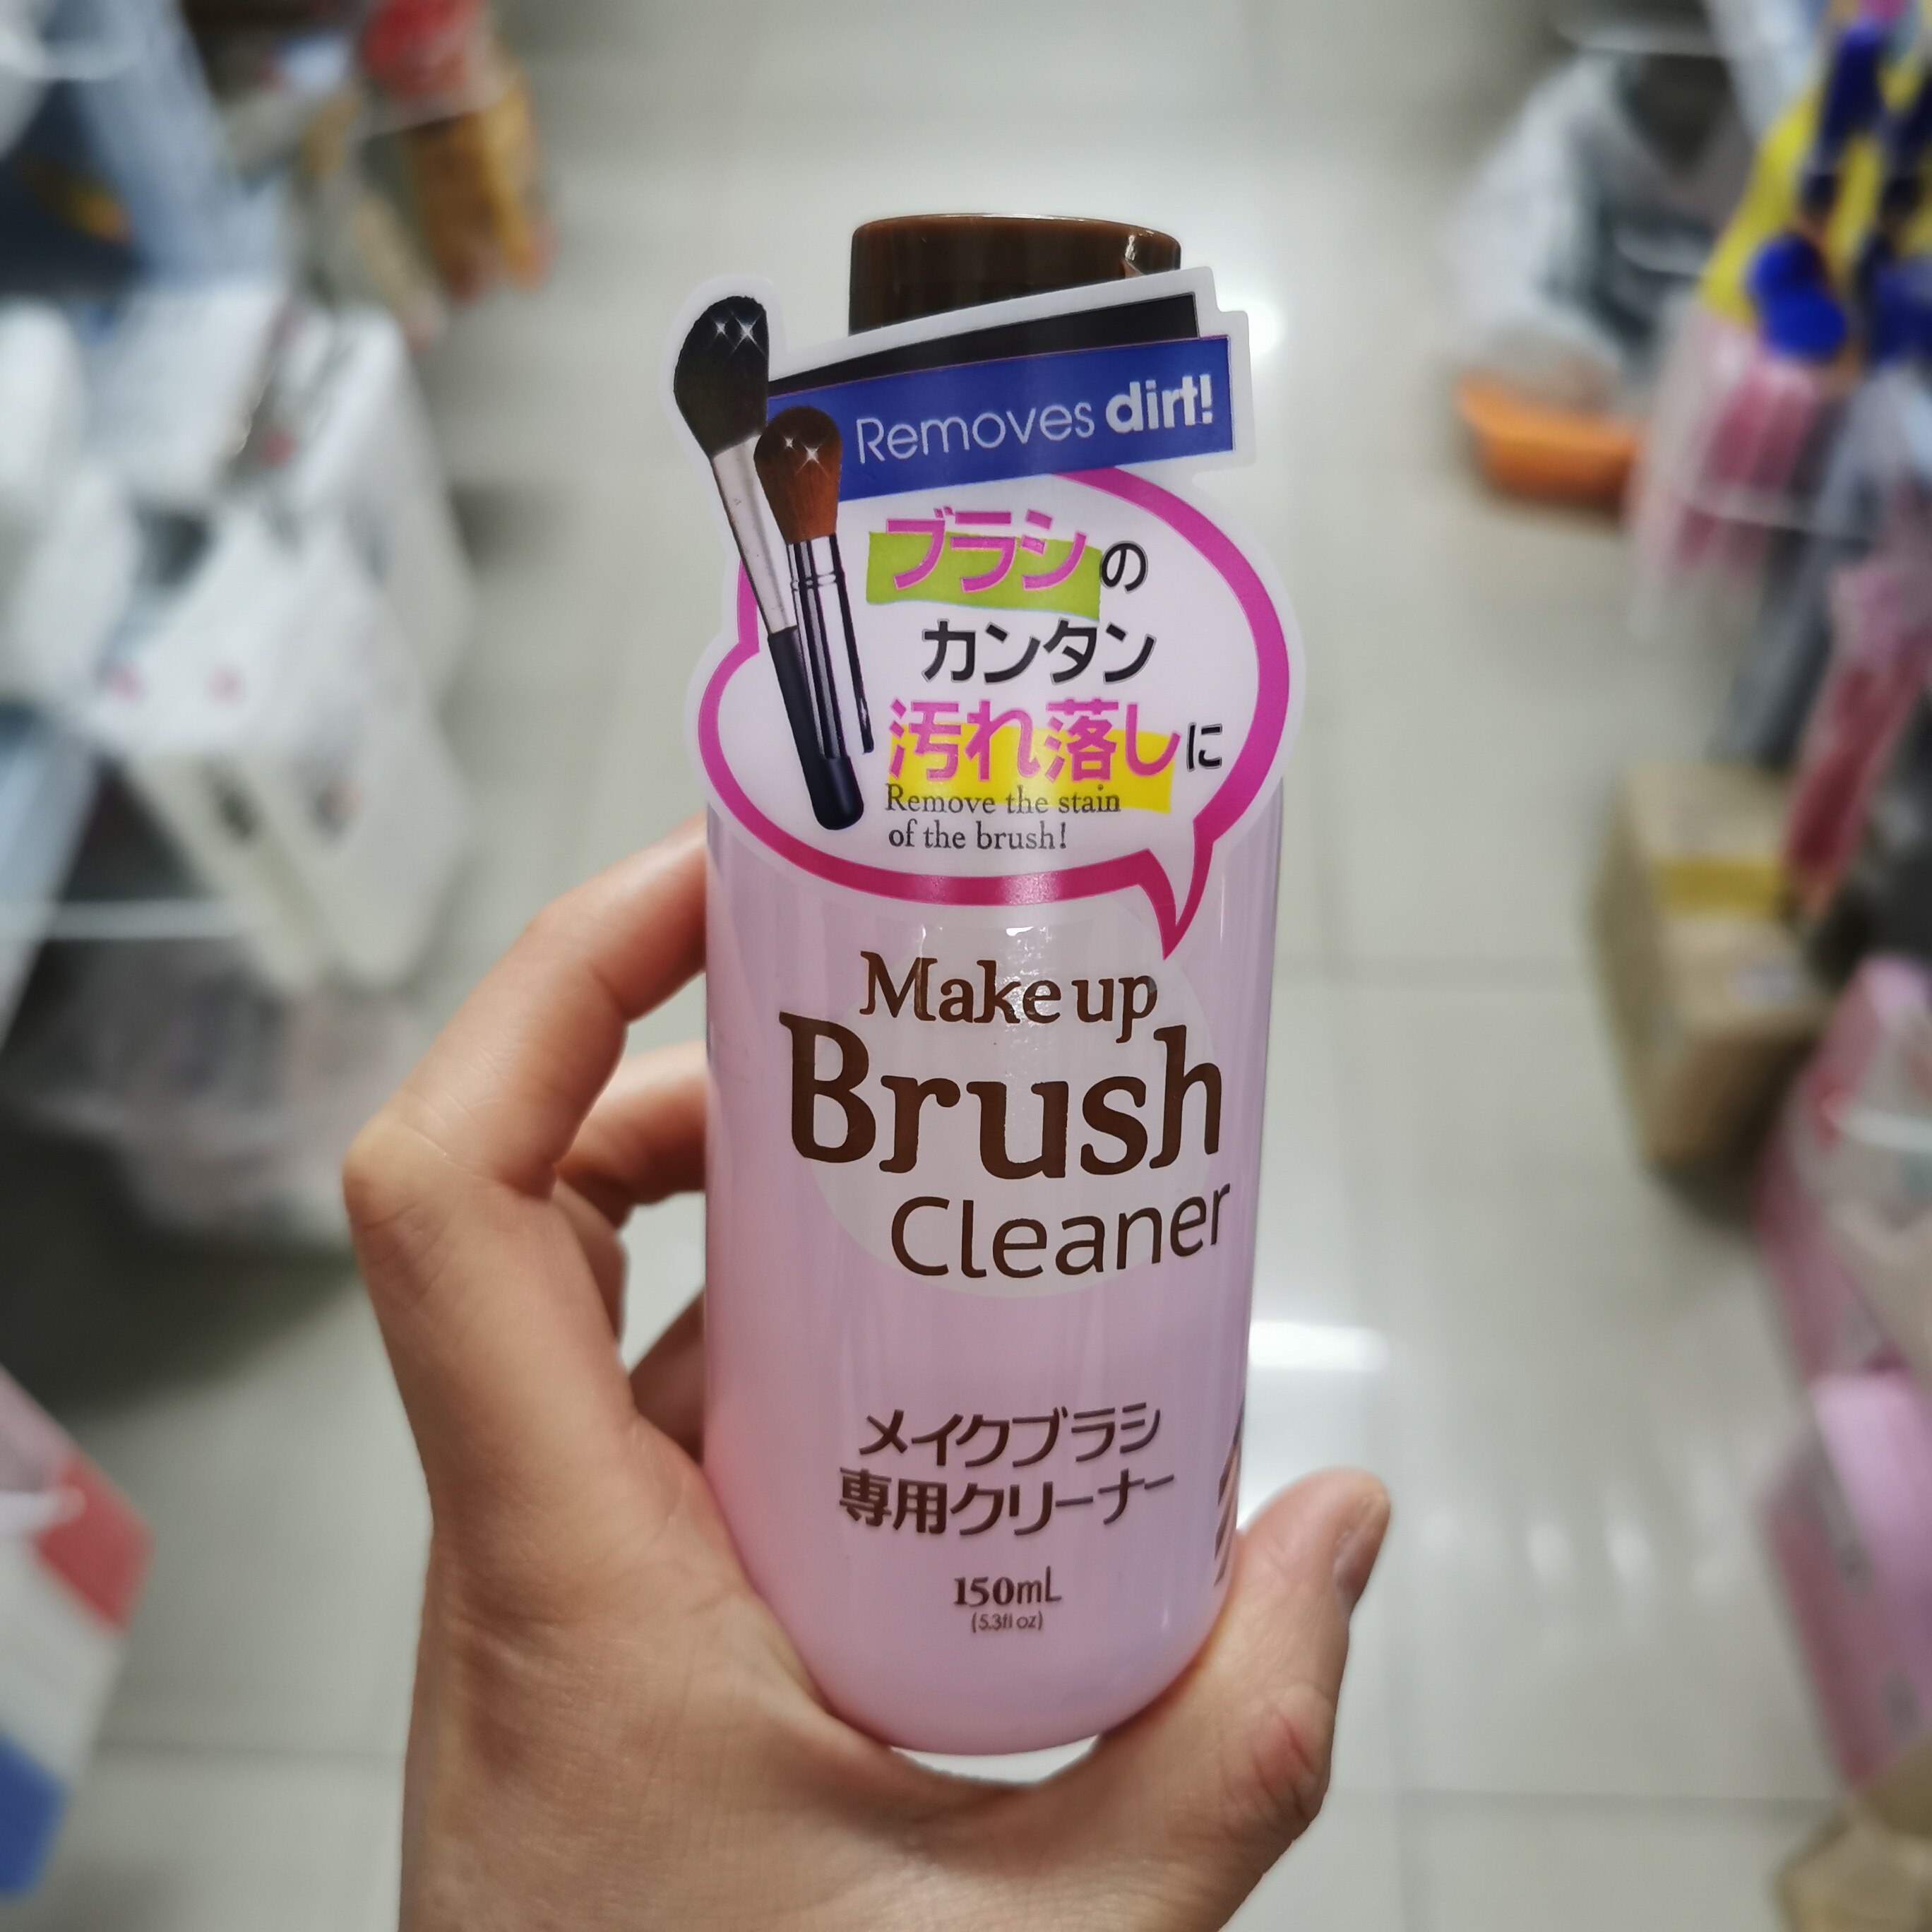 Removes dirt!
ブラシの
カンタン
汚れ落しに
Remove the stain
of the brush!
Make up
Brush
Cleaner
メイクブラシ
専用クリーナー
150mL
(5.3fl oz)